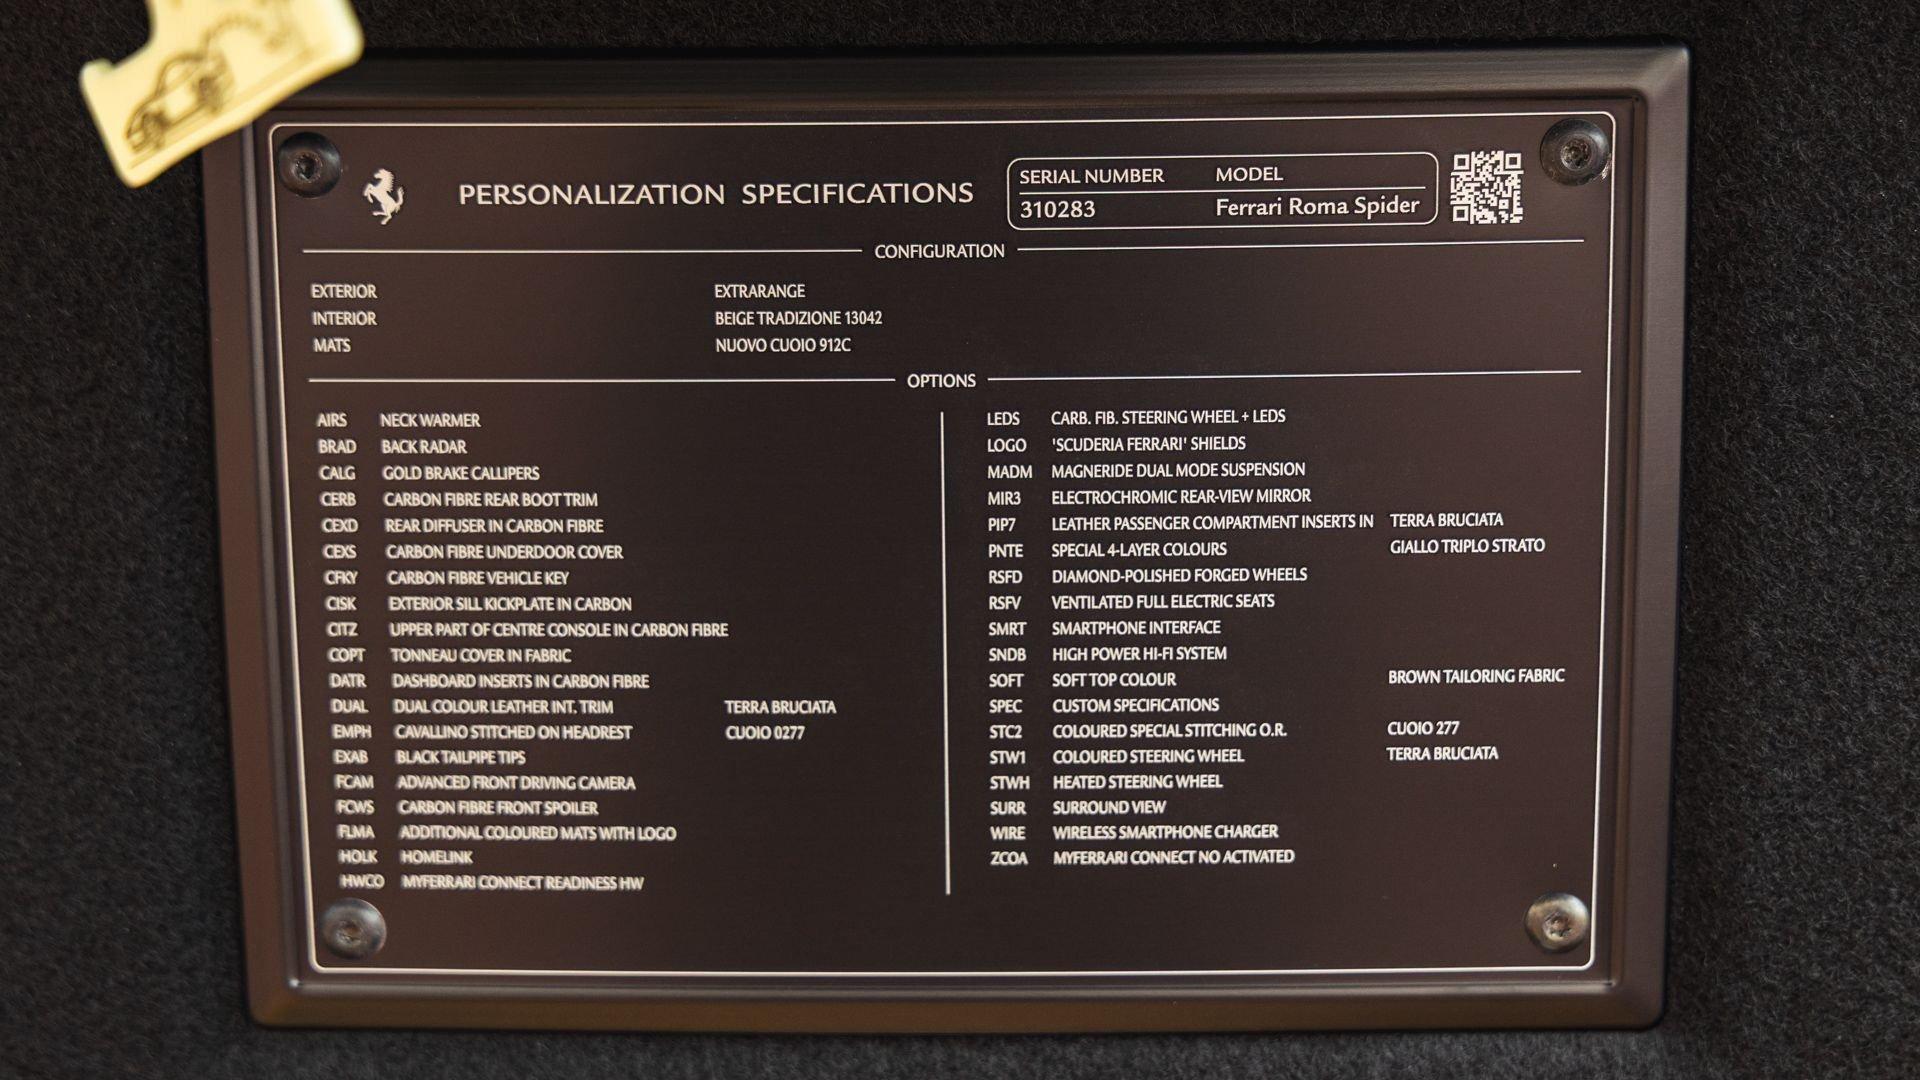 PERSONALIZATION SPECIFICATIONS
SERIAL NUMBER MODEL
310283 Ferrari Roma Spider
CONFIGURATION
EXTERIOR EXTRARANGE
INTERIOR BEIGE TRADIZIONE 13042
MATS NUOVO CUOIO 912C
OPTIONS
AIRS NECK WARMER
BRAD BACK RADAR
CALG GOLD BRAKE CALLIPERS
CERB CARBON FIBRE REAR BOOT TRIM
CEXD REAR DIFFUSER IN CARBON FIBRE
CEXS CARBON FIBRE UNDERDOOR COVER
CFKY CARBON FIBRE VEHICLE KEY
CISK EXTERIOR SILL KICKPLATE IN CARBON
CITZ UPPER PART OF CENTRE CONSOLE IN CARBON FIBRE
COPT TONNEAU COVER IN FABRIC
DATR DASHBOARD INSERTS IN CARBON FIBRE
DUAL DUAL COLOUR LEATHER INT. TRIM TERRA BRUCIATA
EMPH CAVALLINO STITCHED ON HEADREST CUOIO 0277
EXAB BLACK TAILPIPE TIPS
FCAM ADVANCED FRONT DRIVING CAMERA
FCWS CARBON FIBRE FRONT SPOILER
FLMA ADDITIONAL COLOURED MATS WITH LOGO
HOLK HOMELINK
HWCO MYFERRARI CONNECT READINESS HW
LEDS CARB. FIB. STEERING WHEEL + LEDS
LOGO 'SCUDERIA FERRARI' SHIELDS
MADM MAGNERIDE DUAL MODE SUSPENSION
MIR3 ELECTROCHROMIC REAR-VIEW MIRROR
PIP7 LEATHER PASSENGER COMPARTMENT INSERTS IN TERRA BRUCIATA
PNTE SPECIAL 4-LAYER COLOURS GIALLO TRIPLO STRATO
RSFD DIAMOND-POLISHED FORGED WHEELS
RSFV VENTILATED FULL ELECTRIC SEATS
SMRT SMARTPHONE INTERFACE
SNDB HIGH POWER HI-FI SYSTEM
SOFT SOFT TOP COLOUR BROWN TAILORING FABRIC
SPEC CUSTOM SPECIFICATIONS
STC2 COLOURED SPECIAL STITCHING O.R. CUOIO 277
STW1 COLOURED STEERING WHEEL TERRA BRUCIATA
STWH HEATED STEERING WHEEL
SURR SURROUND VIEW
WIRE WIRELESS SMARTPHONE CHARGER
ZCOA MYFERRARI CONNECT NO ACTIVATED